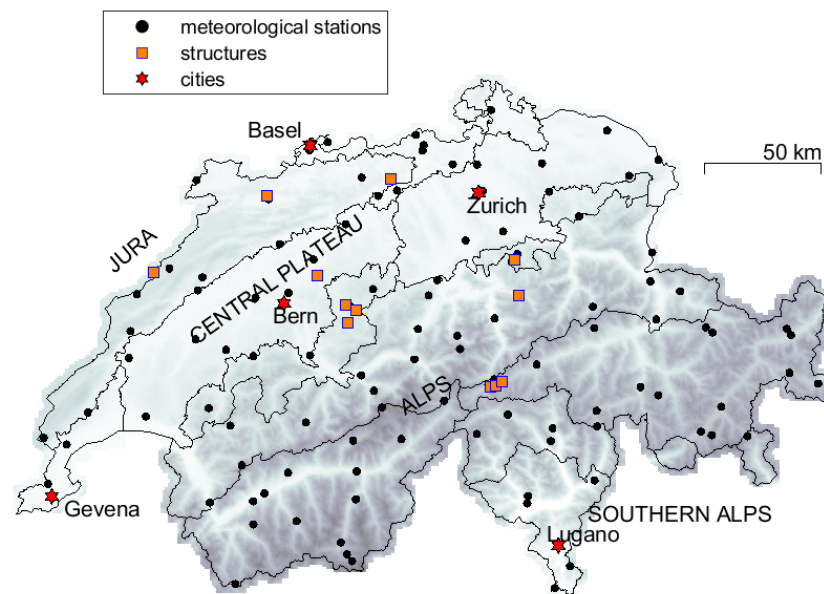 meteorological stations
structures
cities
Basel
50 km
Zurich
JURA
CENTRAL PLATEAU
Bern
ALPS
Gevena
SOUTHERN ALPS
Lugano